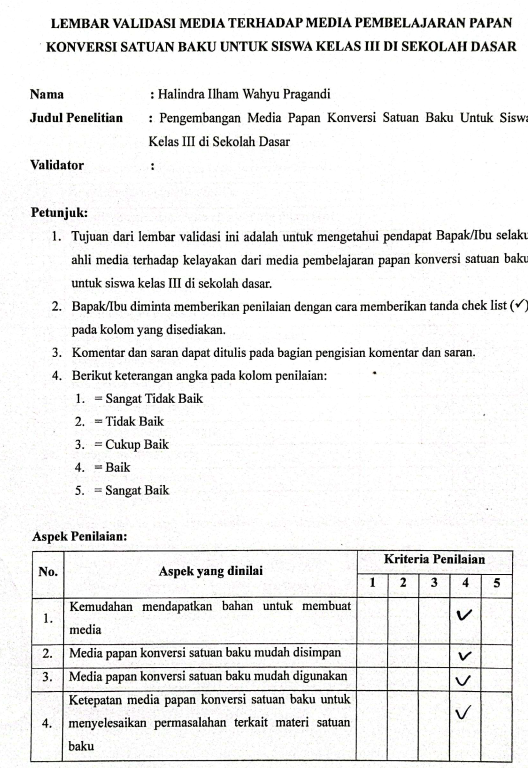 LEMBAR VALIDASI MEDIA TERHADAP MEDIA PEMBELAJARAN PAPAN
KONVERSI SATUAN BAKU UNTUK SISWA KELAS III DI SEKOLAH DASAR
Nama : Halindra Ilham Wahyu Pragandi
Judul Penelitian : Pengembangan Media Papan Konversi Satuan Baku Untuk Siswa
Kelas III di Sekolah Dasar
Validator :
Petunjuk:
1. Tujuan dari lembar validasi ini adalah untuk mengetahui pendapat Bapak/Ibu selaku
ahli media terhadap kelayakan dari media pembelajaran papan konversi satuan baku
untuk siswa kelas III di sekolah dasar.
2. Bapak/Ibu diminta memberikan penilaian dengan cara memberikan tanda chek list (✓)
pada kolom yang disediakan.
3. Komentar dan saran dapat ditulis pada bagian pengisian komentar dan saran.
4. Berikut keterangan angka pada kolom penilaian:
1. = Sangat Tidak Baik
2. = Tidak Baik
3. = Cukup Baik
4. = Baik
5. = Sangat Baik
Aspek Penilaian:
No. Aspek yang dinilai Kriteria Penilaian
1 2 3 4 5
1. Kemudahan mendapatkan bahan untuk membuat ✓
media
2. Media papan konversi satuan baku mudah disimpan ✓
3. Media papan konversi satuan baku mudah digunakan ✓
Ketepatan media papan konversi satuan baku untuk ✓
4. menyelesaikan permasalahan terkait materi satuan
baku